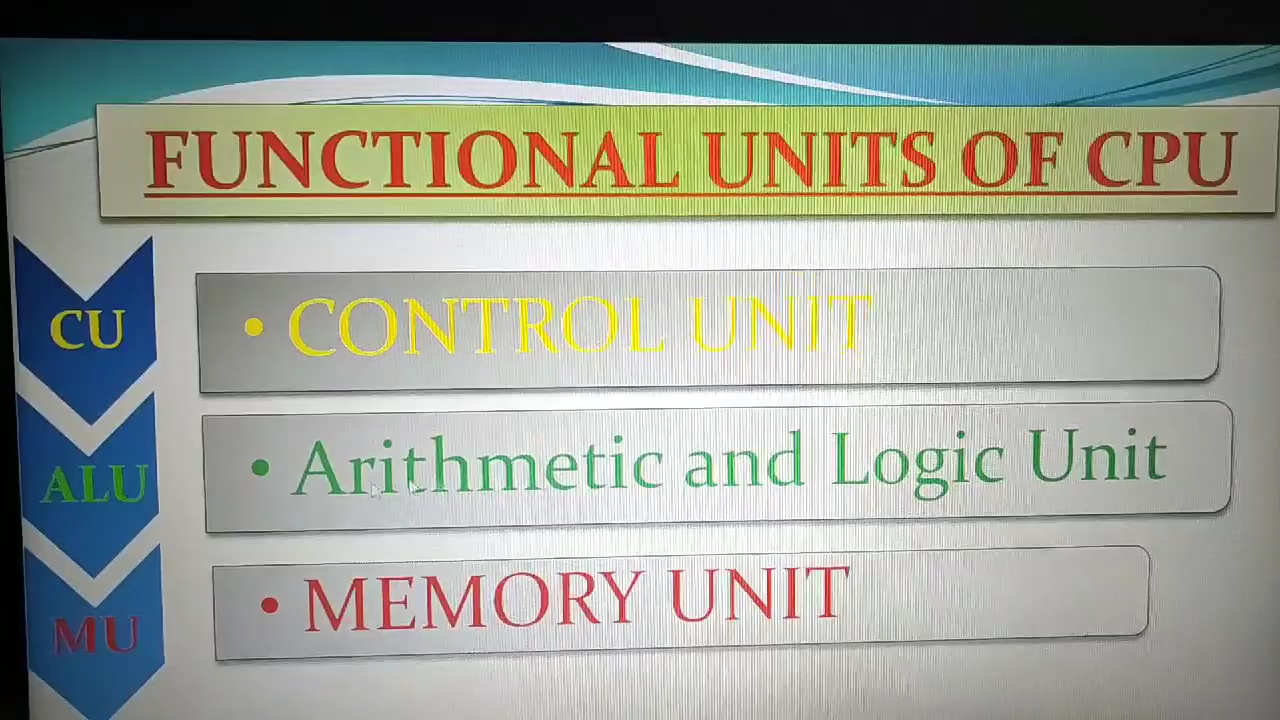 FUNCTIONAL UNITS OF CPU
CU
• CONTROL UNIT
ALU
• Arithmetic and Logic Unit
MU
• MEMORY UNIT